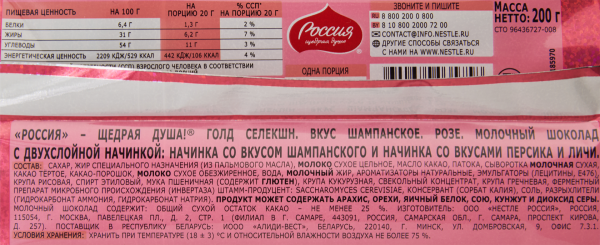 ПИЩЕВАЯ ЦЕННОСТЬ НА 100 Г НА ПОРЦИЮ 20 Г % ССП* НА ПОРЦИЮ 20 Г
БЕЛКИ 6,4 Г 1,3 Г 2 %
ЖИРЫ 31 Г 6,2 Г 7 %
УГЛЕВОДЫ 54 Г 11 Г 3 %
ЭНЕРГЕТИЧЕСКАЯ ЦЕННОСТЬ 2209 КДЖ/529 ККАЛ 442 КДЖ/106 ККАЛ 4 %
ВЗРОСЛОГО ЧЕЛОВЕКА В СООТВЕТСТВИИ
Россия
щедрая душа!
ОДНА ПОРЦИЯ
ЗВОНИТЕ И ПИШИТЕ
8 800 200 0 800
8 10 800 2000 72 00
CONTACT@NESTLE.RU
ДРУГИЕ СПОСОБЫ СВЯЗАТЬСЯ
С НАМИ WWW.NESTLE.RU
МАССА
НЕТТО: 200 г
СТО 96436727-008
«РОССИЯ» - ЩЕДРАЯ ДУША!® ГОЛД СЕЛЕКШН. ВКУС ШАМПАНСКОЕ. РОЗЕ. МОЛОЧНЫЙ ШОКОЛАД
С ДВУХСЛОЙНОЙ НАЧИНКОЙ: НАЧИНКА СО ВКУСОМ ШАМПАНСКОГО И НАЧИНКА СО ВКУСАМИ ПЕРСИКА И ЛИЧИ.
СОСТАВ: САХАР, ЖИР СПЕЦИАЛЬНОГО НАЗНАЧЕНИЯ (ИЗ ПАЛЬМОВОГО МАСЛА), МОЛОКО СУХОЕ ЦЕЛЬНОЕ, МАСЛО КАКАО, ПАТОКА, СЫВОРОТКА МОЛОЧНАЯ СУХАЯ,
КАКАО ТЕРТОЕ, КАКАО-ПОРОШОК, МОЛОКО СУХОЕ ОБЕЗЖИРЕННОЕ, ВОДА, МОЛОЧНЫЙ ЖИР, АРОМАТИЗАТОРЫ НАТУРАЛЬНЫЕ, ЭМУЛЬГАТОРЫ (ЛЕЦИТИНЫ, Е476),
КРУПА РИСОВАЯ, СПИРТ ЭТИЛОВЫЙ, МУКА ПШЕНИЧНАЯ (СОДЕРЖИТ ГЛЮТЕН), КРУПА КУКУРУЗНАЯ, СВЕКОЛЬНЫЙ КОНЦЕНТРАТ, КРУПА ГРЕЧНЕВАЯ, ФЕРМЕНТНЫЙ
ПРЕПАРАТ МИКРОБНОГО ПРОИСХОЖДЕНИЯ (ИНВЕРТАЗА) ШТАММ-ПРОДУЦЕНТ: SACCHAROMYCES CEREVISIAE, КОНСЕРВАНТ (СОРБАТ КАЛИЯ), СОЛЬ, РАЗРЫХЛИТЕЛИ
(ГИДРОКАРБОНАТ АММОНИЯ, ГИДРОКАРБОНАТ НАТРИЯ). ПРОДУКТ МОЖЕТ СОДЕРЖАТЬ АРАХИС, ОРЕХИ, ЯИЧНЫЙ БЕЛОК, СОЮ, КУНЖУТ И ДИОКСИД СЕРЫ.
МОЛОЧНЫЙ ШОКОЛАД СОДЕРЖИТ: ОБЩИЙ СУХОЙ ОСТАТОК КАКАО - НЕ МЕНЕЕ 25 %. ИЗГОТОВИТЕЛЬ: ООО «НЕСТЛЕ РОССИЯ», РОССИЯ,
115054, Г. МОСКВА, ПАВЕЛЕЦКАЯ ПЛ., Д. 2, СТР. 1 (ФИЛИАЛ В Г. САМАРЕ, 443091, РОССИЯ, САМАРСКАЯ ОБЛ., Г. САМАРА, ПРОСПЕКТ КИРОВА,
Д. 257). ПОСТАВЩИК В РЕСПУБЛИКУ БЕЛАРУСЬ: ИООО «АЛИДИ-ВЕСТ», БЕЛАРУСЬ, 220140, Г. МИНСК, УЛ. ДОМБРОВСКАЯ, 9, ОФИС 7.3.1.
УСЛОВИЯ ХРАНЕНИЯ: ХРАНИТЬ ПРИ ТЕМПЕРАТУРЕ (18 ± 3) °С И ОТНОСИТЕЛЬНОЙ ВЛАЖНОСТИ ВОЗДУХА НЕ БОЛЕЕ 75 %.